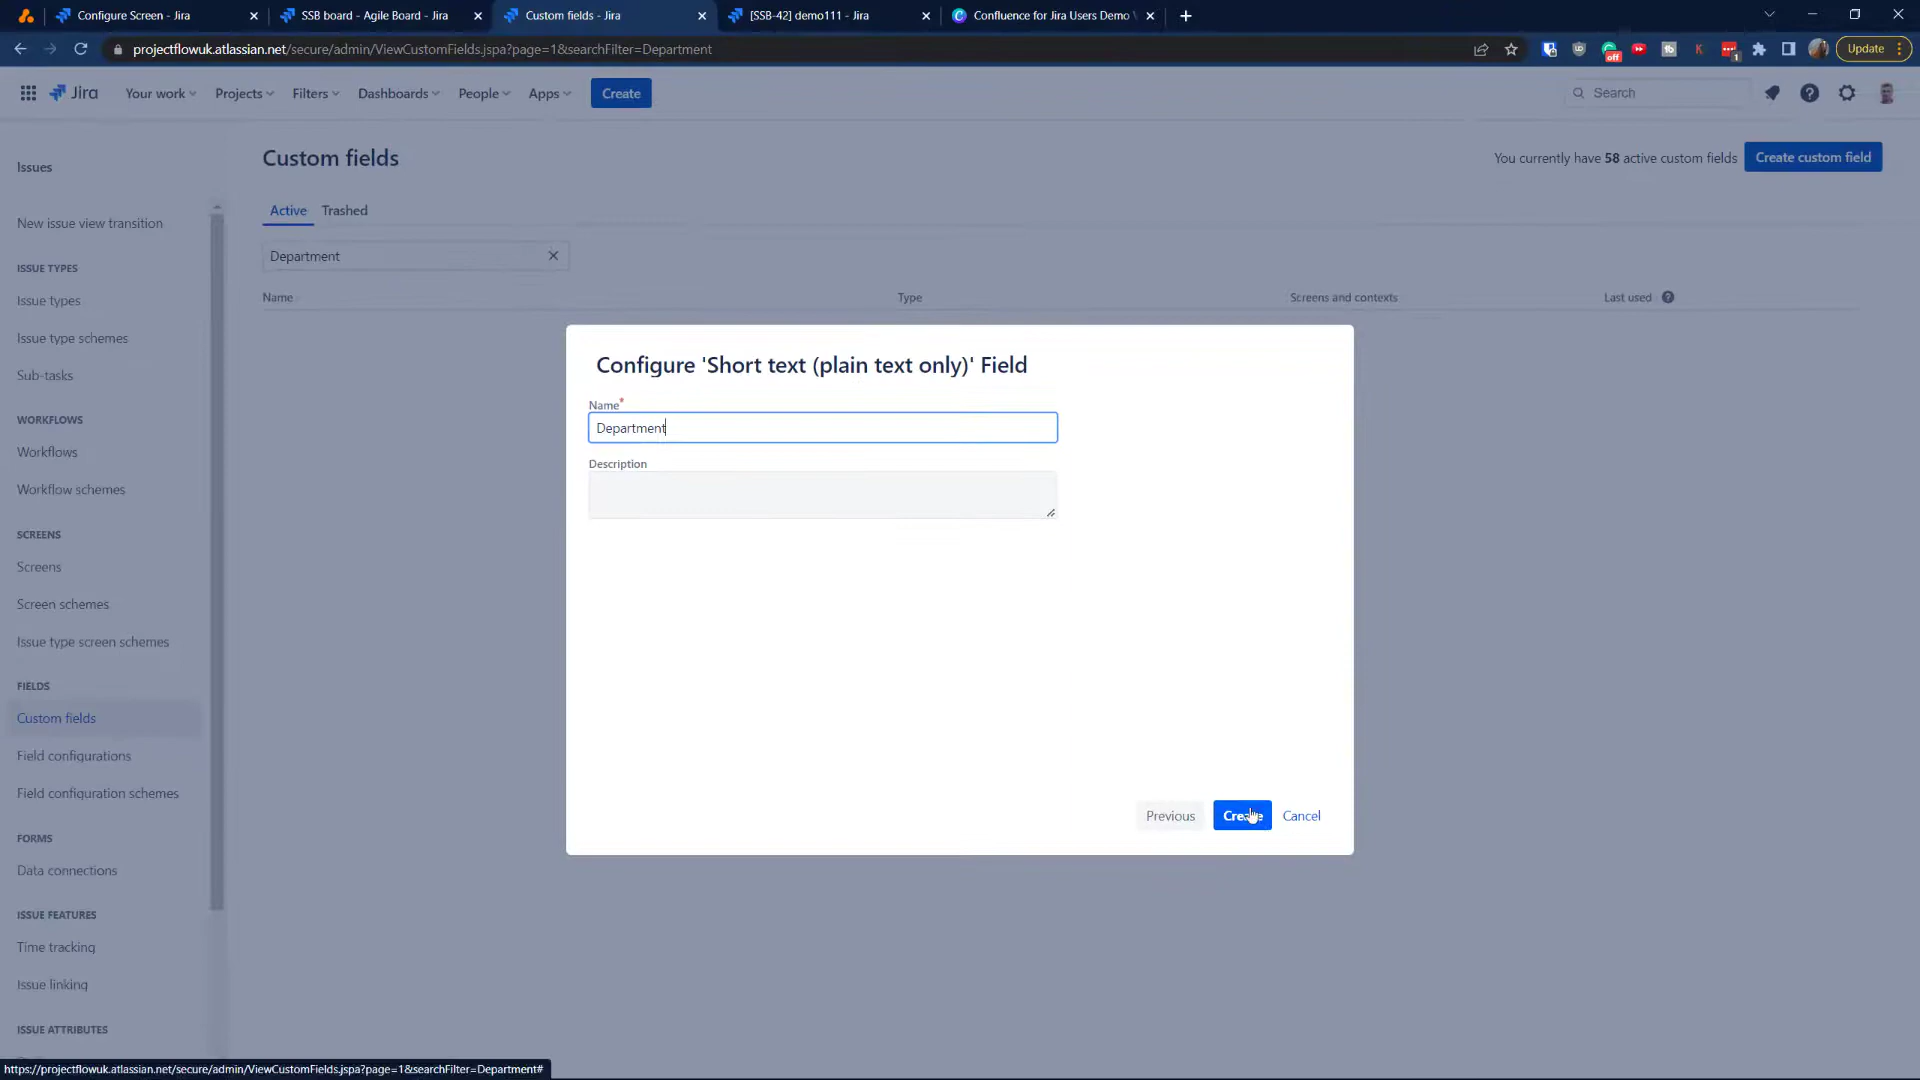 Configure Screen - Jira
SSB board - Agile Board - Jira
Custom fields - Jira
[SSB-42] demo111 - Jira
Confluence for Jira Users Demo
projectflowuk.atlassian.net/secure/admin/ViewCustomFields.jspa?page=1&searchFilter=Department
off
1
Update
Jira
Your work
Projects
Filters
Dashboards
People
Apps
Create
Search
Issues
Custom fields
You currently have 58 active custom fields
Create custom field
Active
Trashed
New issue view transition
Department
ISSUE TYPES
Name
Type
Screens and contexts
Last used
Issue types
Issue type schemes
Configure 'Short text (plain text only)' Field
Sub-tasks
Name*
WORKFLOWS
Department
Workflows
Description
Workflow schemes
SCREENS
Screens
Screen schemes
Issue type screen schemes
FIELDS
Custom fields
Field configurations
Field configuration schemes
Previous
Create
Cancel
FORMS
Data connections
ISSUE FEATURES
Time tracking
Issue linking
ISSUE ATTRIBUTES
https://projectflowuk.atlassian.net/secure/admin/ViewCustomFields.jspa?page=1&searchFilter=Department#